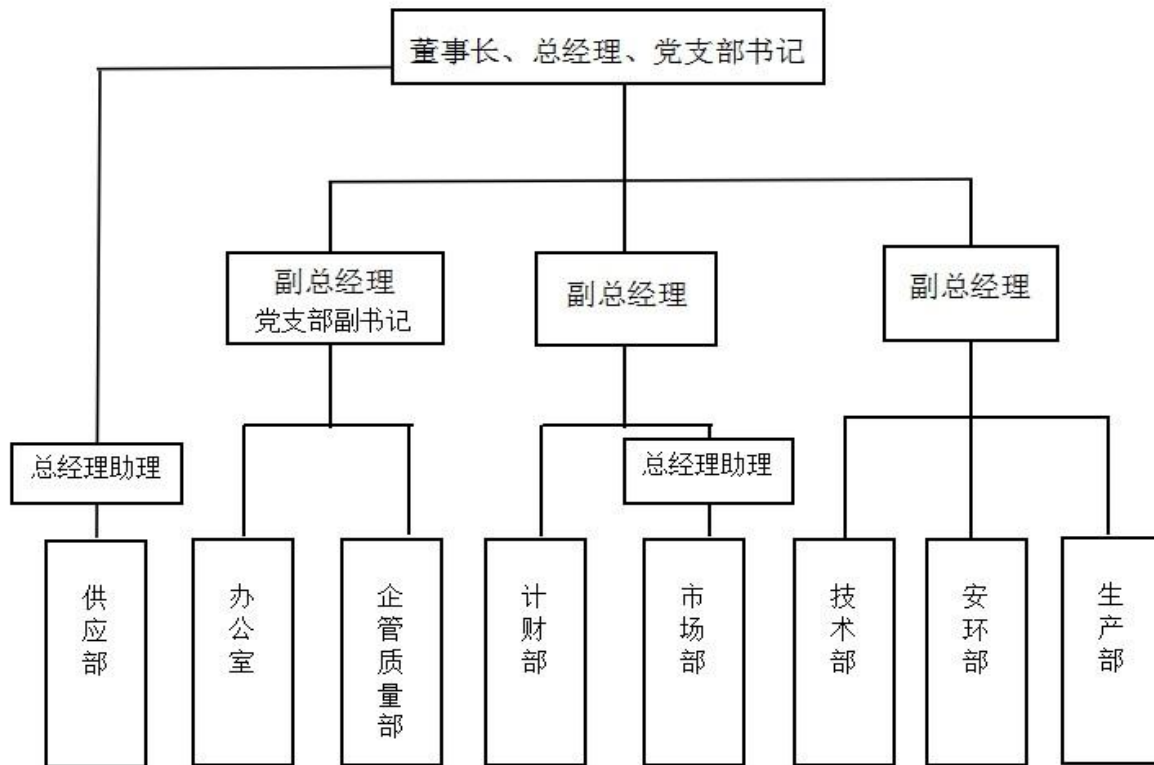 董事长、总经理、党支部书记
副总经理
党支部副书记
副总经理
副总经理
总经理助理
总经理助理
供应部
办公室
企管质量部
计财部
市场部
技术部
安环部
生产部